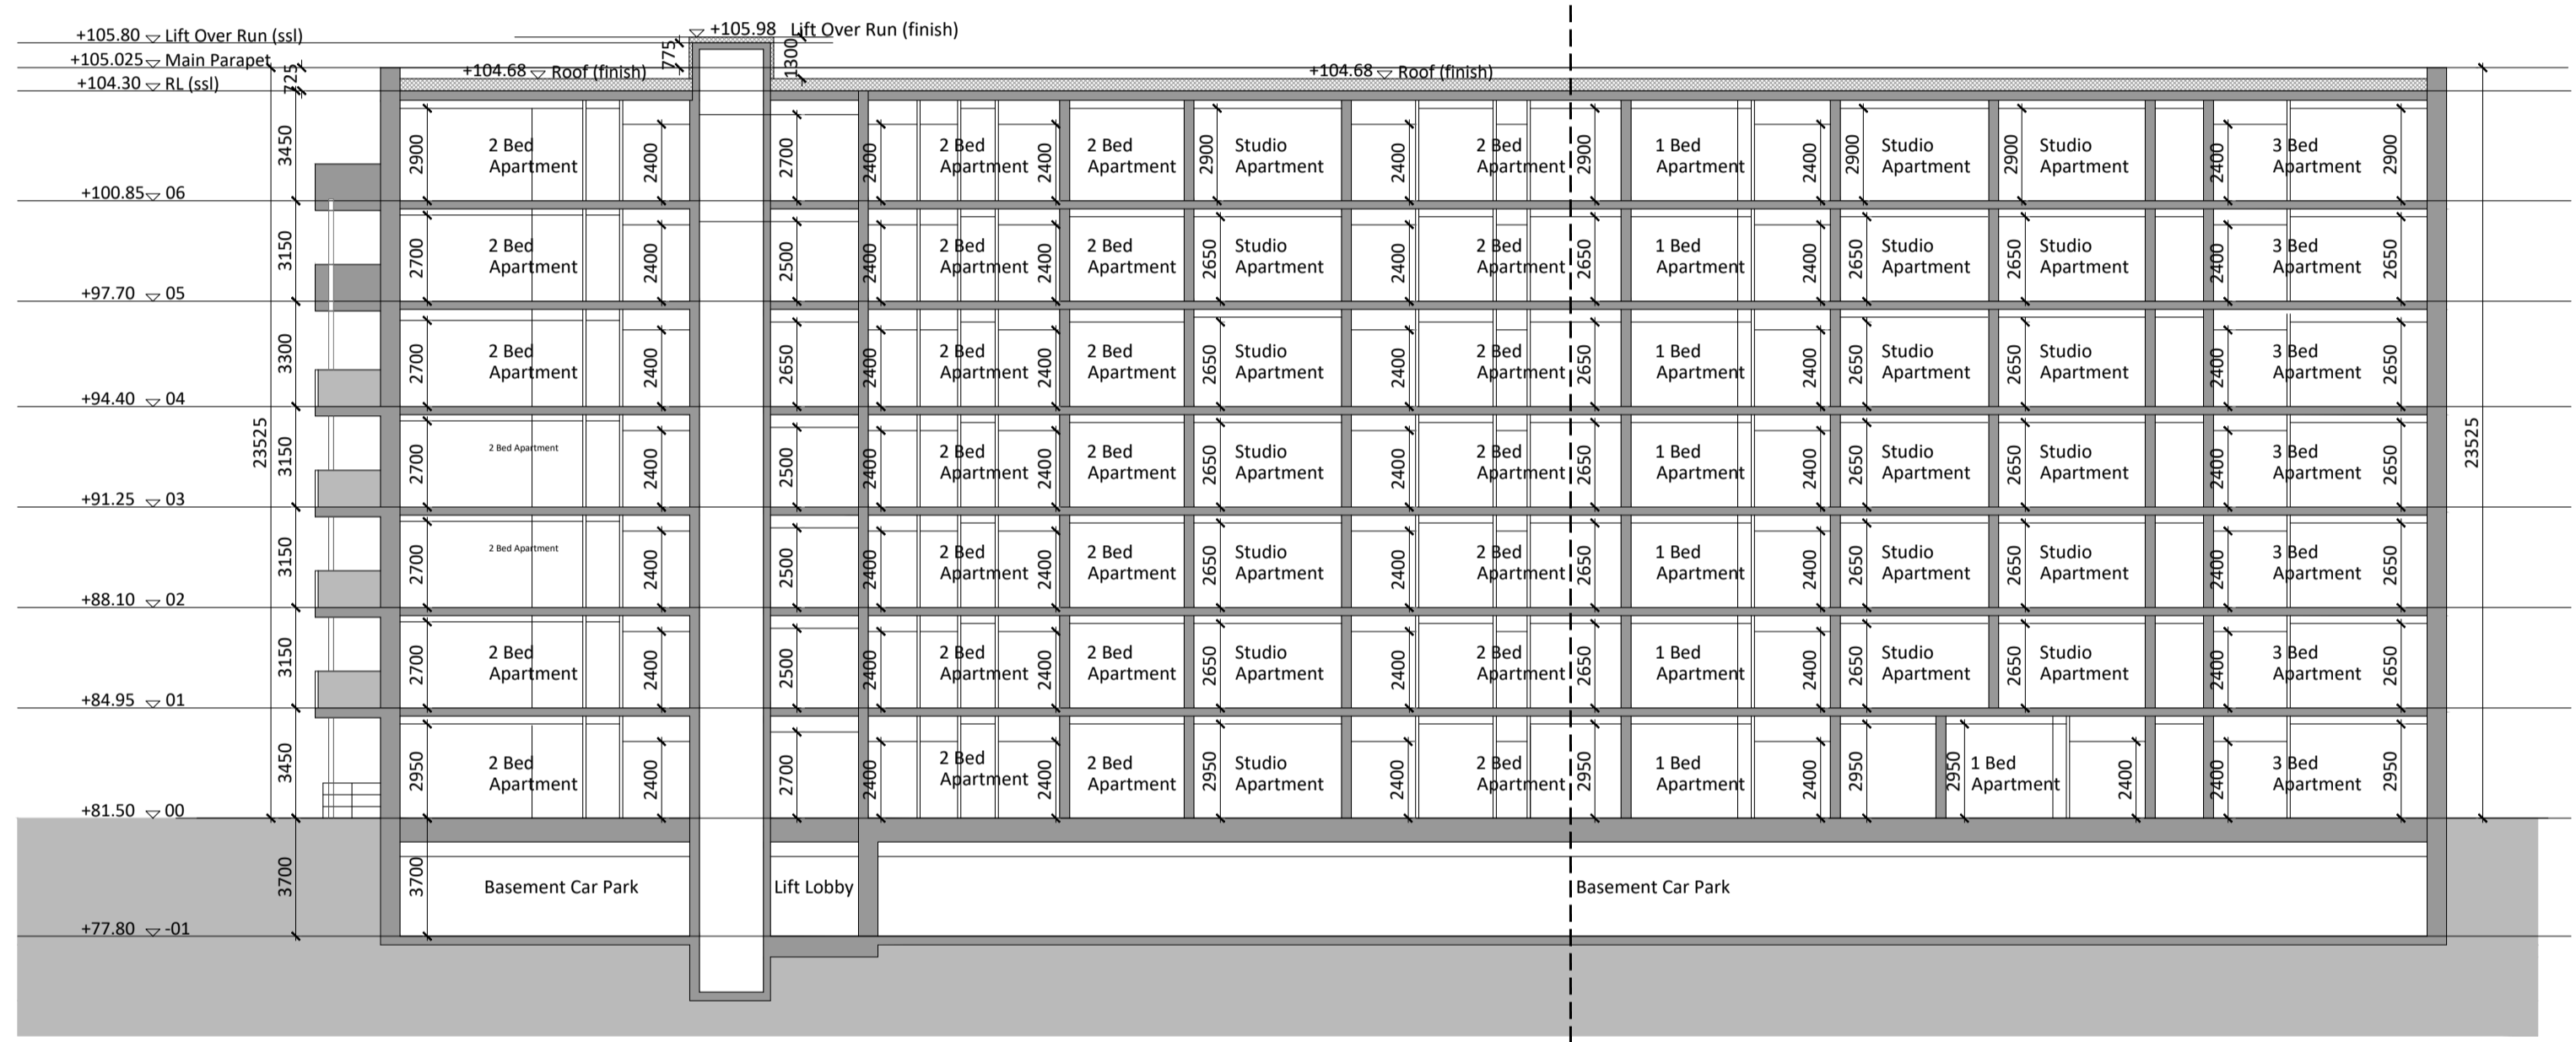 +105.98 Lift Over Run (finish)
+105.80 Lift Over Run (ssl)
775
1300
+105.025 Main Parapet
725
+104.68 Roof (finish)
+104.68 Roof (finish)
+104.30 RL (ssl)
3450
2900
2 Bed
Apartment
2400
2700
2400
2 Bed
Apartment
2400
2 Bed
Apartment
2900
Studio
Apartment
2400
2 Bed
Apartment
2900
1 Bed
Apartment
2400
2900
Studio
Apartment
2900
Studio
Apartment
2400
3 Bed
Apartment
2900
+100.85 06
3150
2700
2 Bed
Apartment
2400
2500
2400
2 Bed
Apartment
2400
2 Bed
Apartment
2650
Studio
Apartment
2400
2 Bed
Apartment
2650
1 Bed
Apartment
2400
2650
Studio
Apartment
2650
Studio
Apartment
2400
3 Bed
Apartment
2650
+97.70 05
3300
2700
2 Bed
Apartment
2400
2650
2400
2 Bed
Apartment
2400
2 Bed
Apartment
2650
Studio
Apartment
2400
2 Bed
Apartment
2650
1 Bed
Apartment
2400
2650
Studio
Apartment
2650
Studio
Apartment
2400
3 Bed
Apartment
2650
+94.40 04
23525
3150
2700
2 Bed Apartment
2400
2500
2400
2 Bed
Apartment
2400
2 Bed
Apartment
2650
Studio
Apartment
2400
2 Bed
Apartment
2650
1 Bed
Apartment
2400
2650
Studio
Apartment
2650
Studio
Apartment
2400
3 Bed
Apartment
2650
23525
+91.25 03
3150
2700
2 Bed Apartment
2400
2500
2400
2 Bed
Apartment
2400
2 Bed
Apartment
2650
Studio
Apartment
2400
2 Bed
Apartment
2650
1 Bed
Apartment
2400
2650
Studio
Apartment
2650
Studio
Apartment
2400
3 Bed
Apartment
2650
+88.10 02
3150
2700
2 Bed
Apartment
2400
2500
2400
2 Bed
Apartment
2400
2 Bed
Apartment
2650
Studio
Apartment
2400
2 Bed
Apartment
2650
1 Bed
Apartment
2400
2650
Studio
Apartment
2650
Studio
Apartment
2400
3 Bed
Apartment
2650
+84.95 01
3450
2950
2 Bed
Apartment
2400
2700
2400
2 Bed
Apartment
2400
2 Bed
Apartment
2950
Studio
Apartment
2400
2 Bed
Apartment
2950
1 Bed
Apartment
2400
2950
2950
1 Bed
Apartment
2400
2400
3 Bed
Apartment
2950
+81.50 00
3700
3700
Basement Car Park
Lift Lobby
Basement Car Park
+77.80 -01